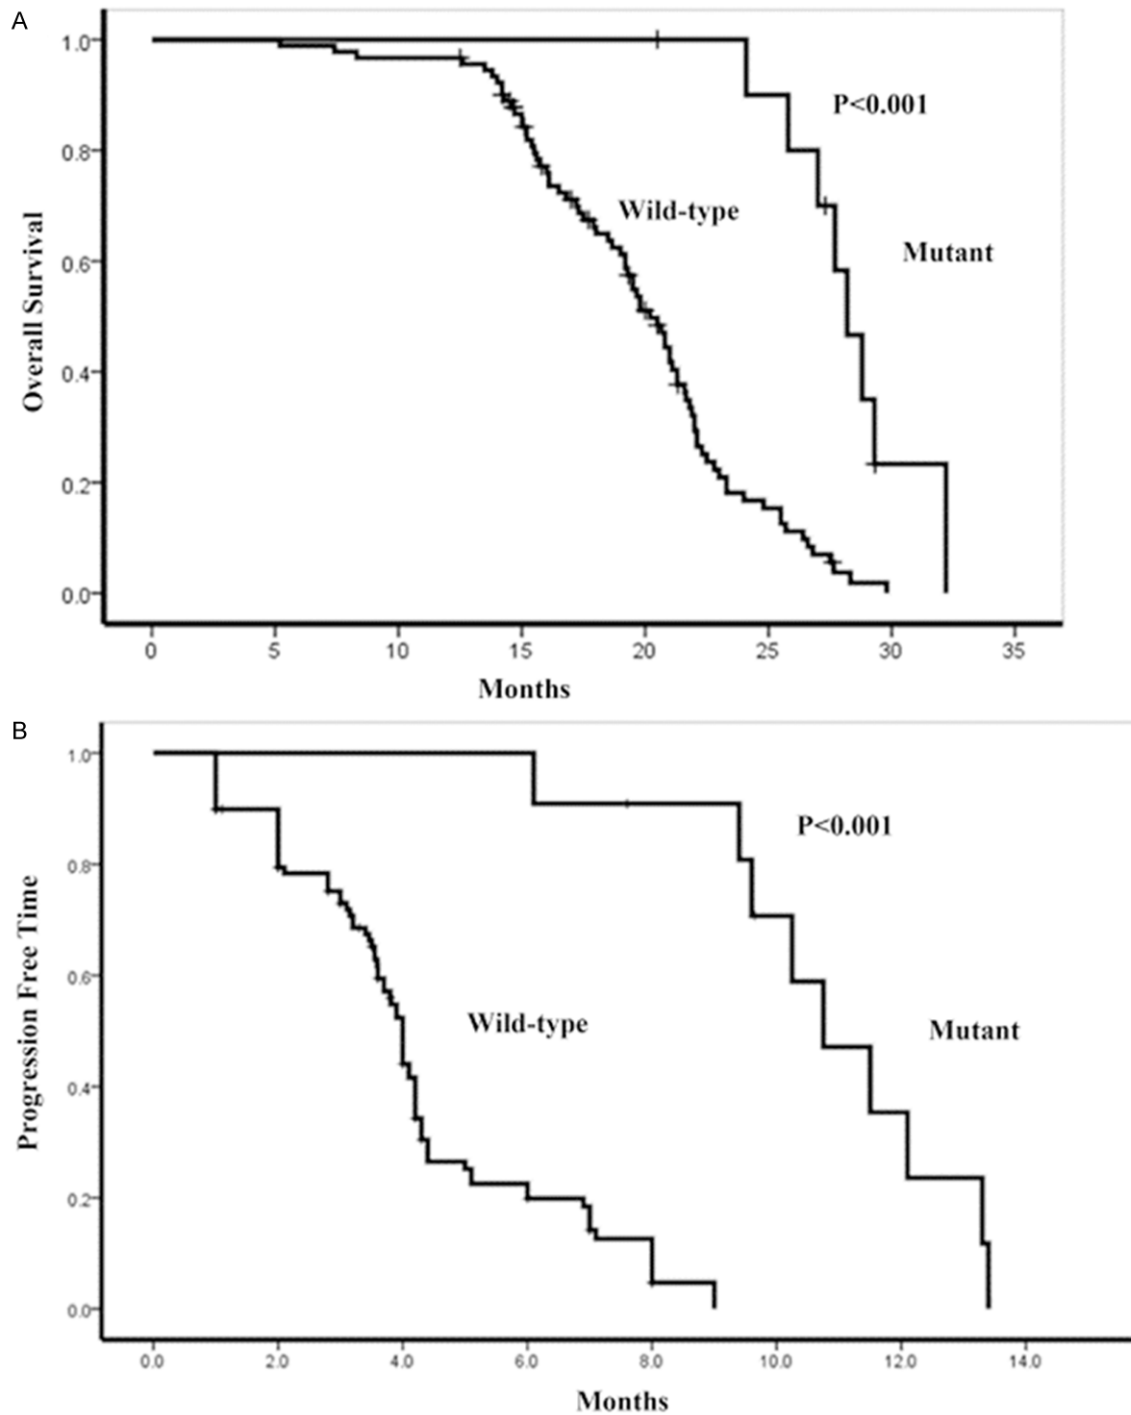 A
1.0
P<0.001
0.8
Wild-type
Mutant
0.6
Overall Survival
0.4
0.2
0.0
0 5 10 15 20 25 30 35
Months
B
1.0
P<0.001
0.8
Progression Free Time
0.6
Wild-type
Mutant
0.4
0.2
0.0
0.0 2.0 4.0 6.0 8.0 10.0 12.0 14.0
Months